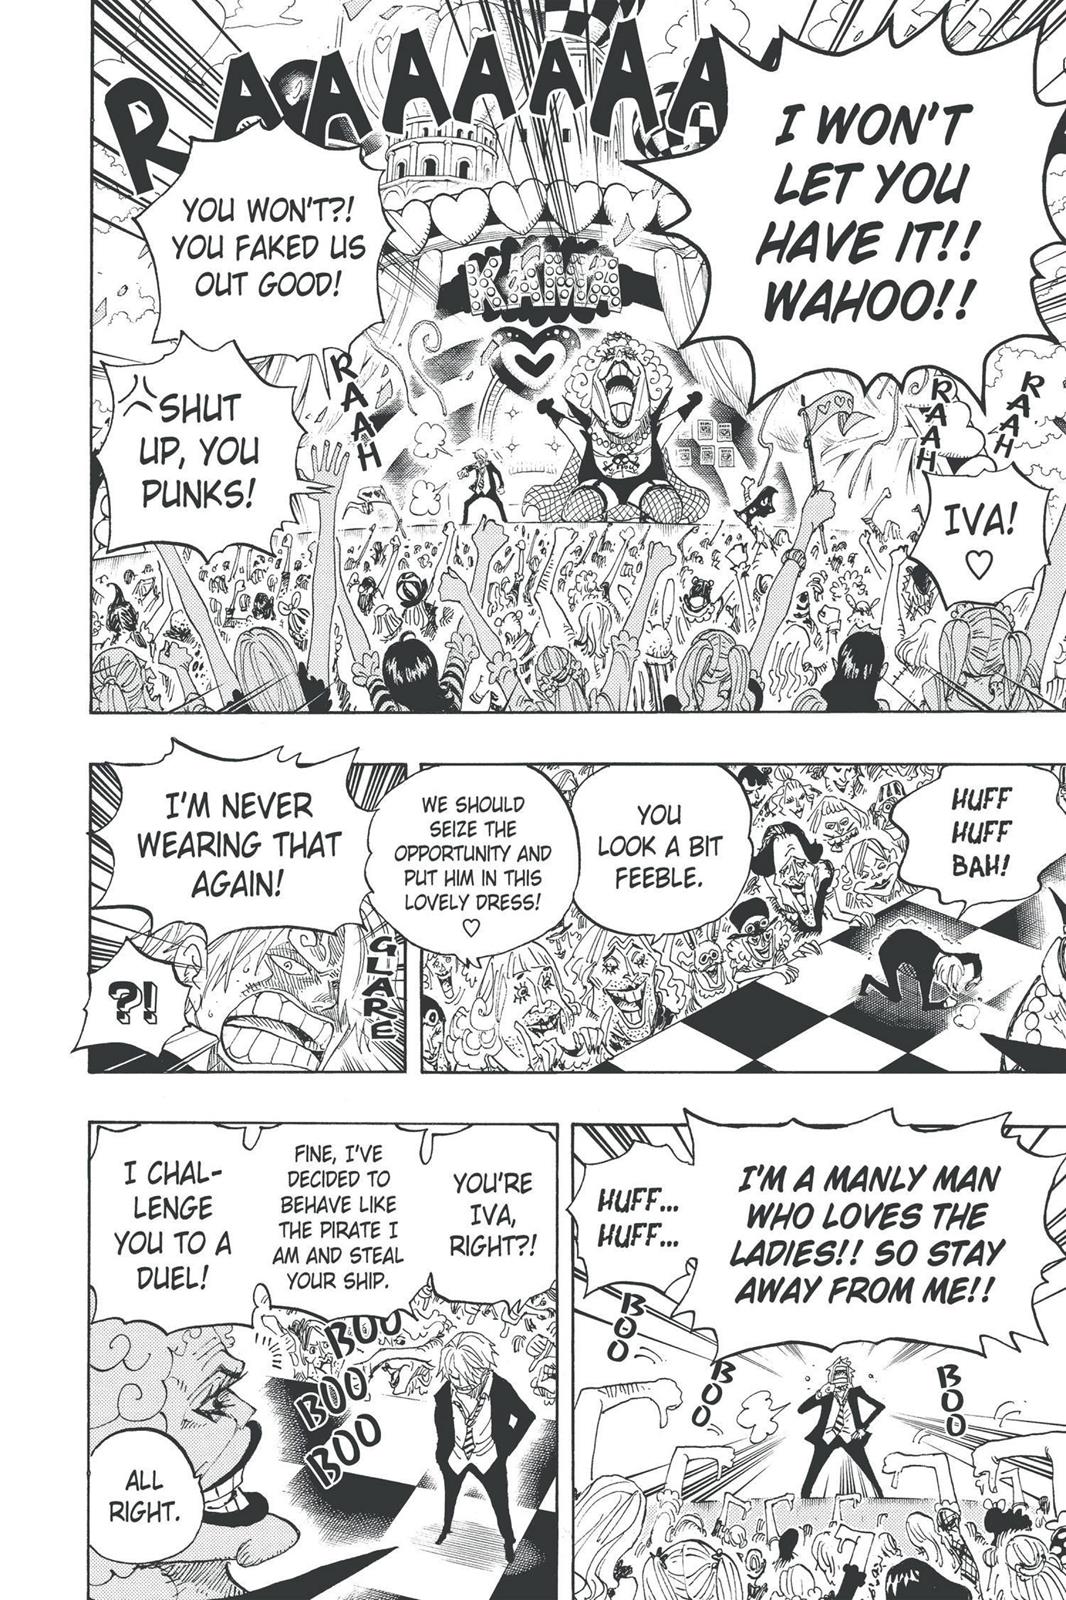 RAAAAAAAA
I WON'T
LET YOU
HAVE IT!!
WAHOO!!
YOU WON'T?!
YOU FAKED US
OUT GOOD!
KAMA
SHUT
UP, YOU
PUNKS!
RAAH
RAAH
RAAH
IVA!
♡
HUFF
HUFF
BAH!
YOU
LOOK A BIT
FEEBLE.
WE SHOULD
SEIZE THE
OPPORTUNITY AND
PUT HIM IN THIS
LOVELY DRESS!
♡
I'M NEVER
WEARING THAT
AGAIN!
GLARE
?!
I'M A MANLY MAN
WHO LOVES THE
LADIES!! SO STAY
AWAY FROM ME!!
HUFF...
HUFF...
BOO
BOO
BOO
YOU'RE
IVA,
RIGHT?!
FINE, I'VE
DECIDED TO
BEHAVE LIKE
THE PIRATE I
AM AND STEAL
YOUR SHIP.
I CHAL-
LENGE
YOU TO A
DUEL!
BOO
BOO
BOO
ALL
RIGHT.